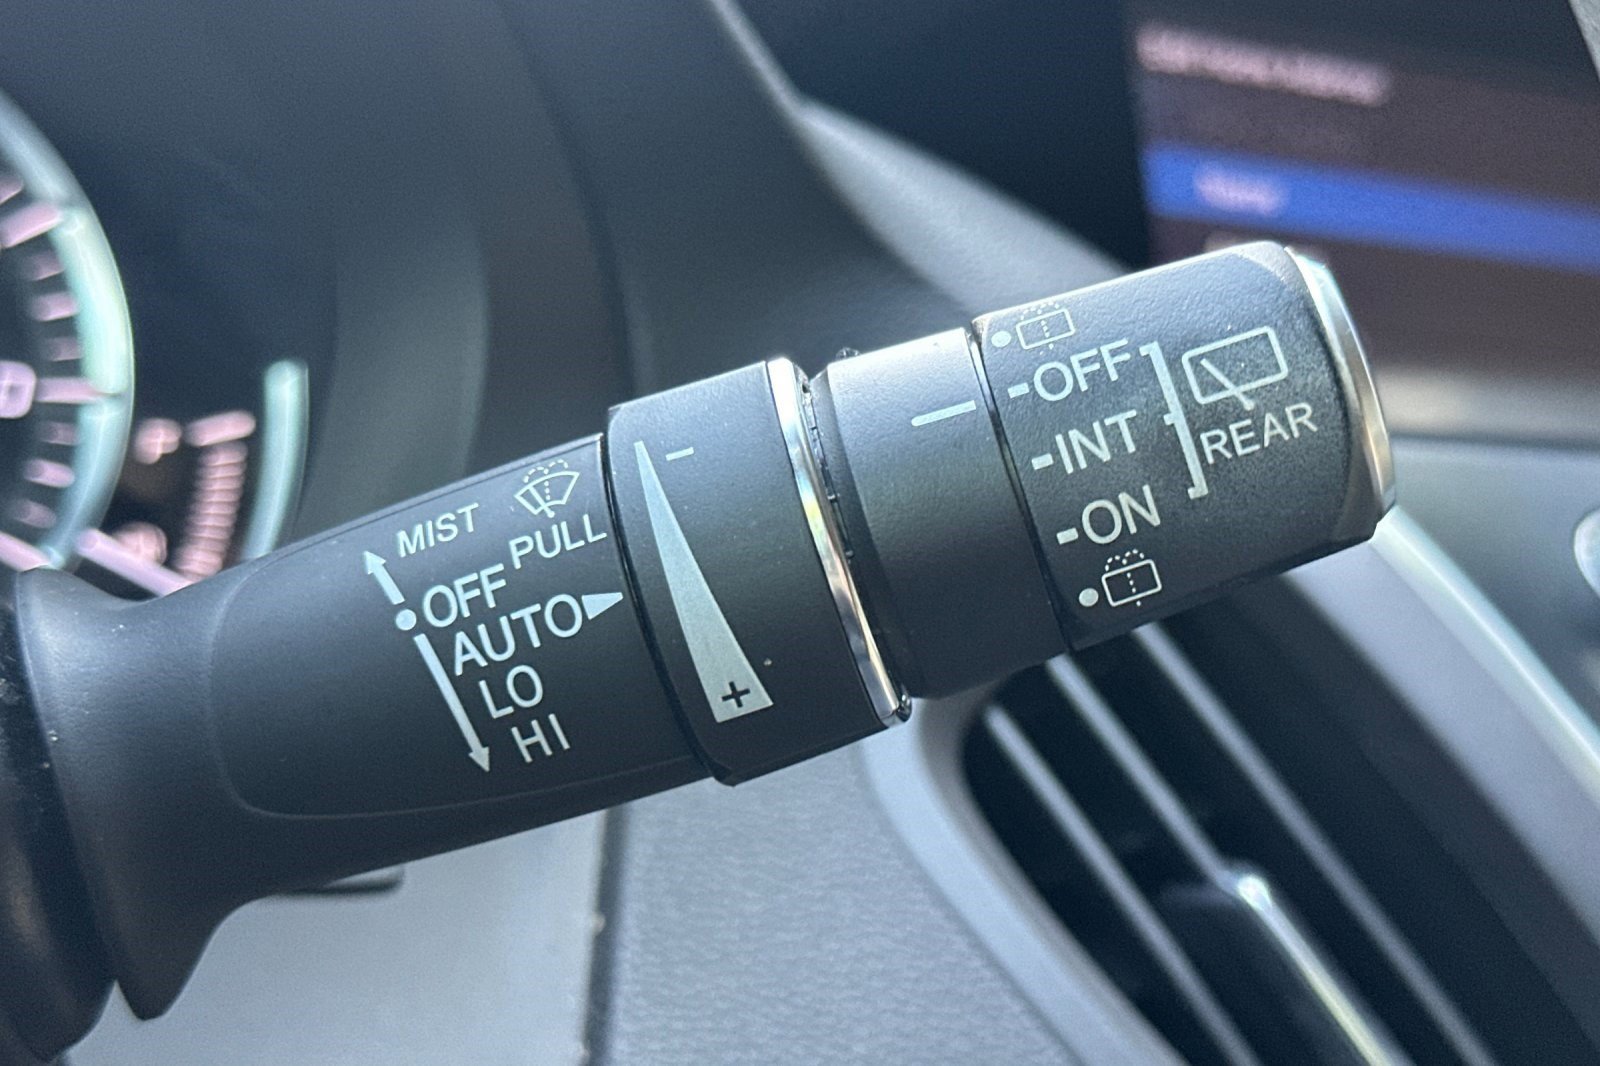 MIST
PULL
OFF
AUTO
LO
HI
−
+
-OFF
-INT
-ON
REAR